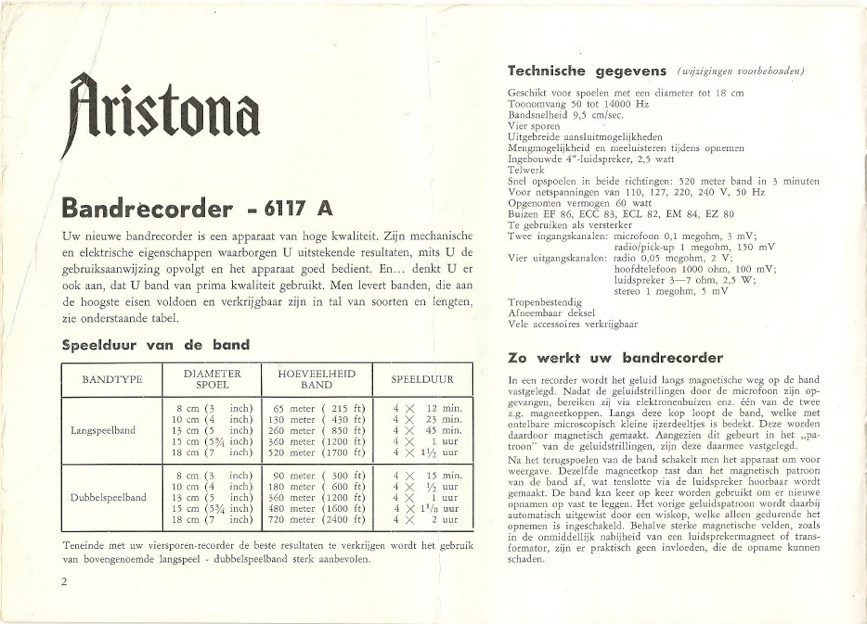 Aristona
Bandrecorder - 6117 A
Uw nieuwe bandrecorder is een apparaat van hoge kwaliteit. Zijn mechanische
en elektrische eigenschappen waarborgen U uitstekende resultaten, mits U de
gebruiksaanwijzing opvolgt en het apparaat goed bedient. En... denkt U er
ook aan, dat U band van prima kwaliteit gebruikt. Men levert banden, die aan
de hoogste eisen voldoen en verkrijgbaar zijn in tal van soorten en lengten,
zie onderstaande tabel.
Speelduur van de band
BANDTYPE DIAMETER SPOEL HOEVEELHEID BAND SPEELDUUR
Langspeelband
8 cm (3 inch) 65 meter ( 215 ft) 4 × 12 min.
10 cm (4 inch) 130 meter ( 430 ft) 4 × 23 min.
13 cm (5 inch) 260 meter ( 850 ft) 4 × 45 min.
15 cm (5¾ inch) 360 meter (1200 ft) 4 × 1 uur
18 cm (7 inch) 520 meter (1700 ft) 4 × 1½ uur
Dubbelspeelband
8 cm (3 inch) 90 meter ( 300 ft) 4 × 15 min.
10 cm (4 inch) 180 meter ( 600 ft) 4 × ½ uur
13 cm (5 inch) 360 meter (1200 ft) 4 × 1 uur
15 cm (5¾ inch) 480 meter (1600 ft) 4 × 1⅓ uur
18 cm (7 inch) 720 meter (2400 ft) 4 × 2 uur
Teneinde met uw viersporen-recorder de beste resultaten te verkrijgen wordt het gebruik
van bovengenoemde langspeel - dubbelspeelband sterk aanbevolen.
2
Technische gegevens (wijzigingen voorbehouden)
Geschikt voor spoelen met een diameter tot 18 cm
Toonomvang 50 tot 14000 Hz
Bandsnelheid 9,5 cm/sec.
Vier sporen
Uitgebreide aansluitmogelijkheden
Mengmogelijkheid en meeluisteren tijdens opnemen
Ingebouwde 4"-luidspreker, 2,5 watt
Telwerk
Snel opspoelen in beide richtingen: 520 meter band in 3 minuten
Voor netspanningen van 110, 127, 220, 240 V, 50 Hz
Opgenomen vermogen 60 watt
Buizen EF 86, ECC 83, ECL 82, EM 84, EZ 80
Te gebruiken als versterker
Twee ingangskanalen: microfoon 0,1 megohm, 3 mV;
radio/pick-up 1 megohm, 150 mV
Vier uitgangskanalen: radio 0,05 megohm, 2 V;
hoofdtelefoon 1000 ohm, 100 mV;
luidspreker 3—7 ohm, 2,5 W;
stereo 1 megohm, 5 mV
Tropenbestendig
Afneembaar deksel
Vele accessoires verkrijgbaar
Zo werkt uw bandrecorder
In een recorder wordt het geluid langs magnetische weg op de band
vastgelegd. Nadat de geluidstrillingen door de microfoon zijn op-
gevangen, bereiken zij via elektronenbuizen enz. één van de twee
z.g. magneetkoppen. Langs deze kop loopt de band, welke met
ontelbare microscopisch kleine ijzerdeeltjes is bedekt. Deze worden
daardoor magnetisch gemaakt. Aangezien dit gebeurt in het „pa-
troon” van de geluidstrillingen, zijn deze daarmee vastgelegd.
Na het terugspoelen van de band schakelt men het apparaat om voor
weergave. Dezelfde magneetkop tast dan het magnetisch patroon
van de band af, wat tenslotte via de luidspreker hoorbaar wordt
gemaakt. De band kan keer op keer worden gebruikt om er nieuwe
opnamen op vast te leggen. Het vorige geluidspatroon wordt daarbij
automatisch uitgewist door een wiskop, welke alleen gedurende het
opnemen is ingeschakeld. Behalve sterke magnetische velden, zoals
in de onmiddellijk nabijheid van een luidsprekermagneet of trans-
formator, zijn er praktisch geen invloeden, die de opname kunnen
schaden.